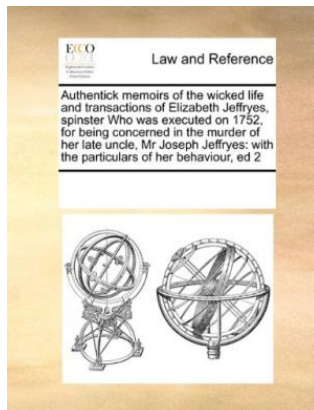 ECCO
Law and Reference
Authentick memoirs of the wicked life
and transactions of Elizabeth Jeffryes,
spinster Who was executed on 1752,
for being concerned in the murder of
her late uncle, Mr Joseph Jeffryes: with
the particulars of her behaviour, ed 2